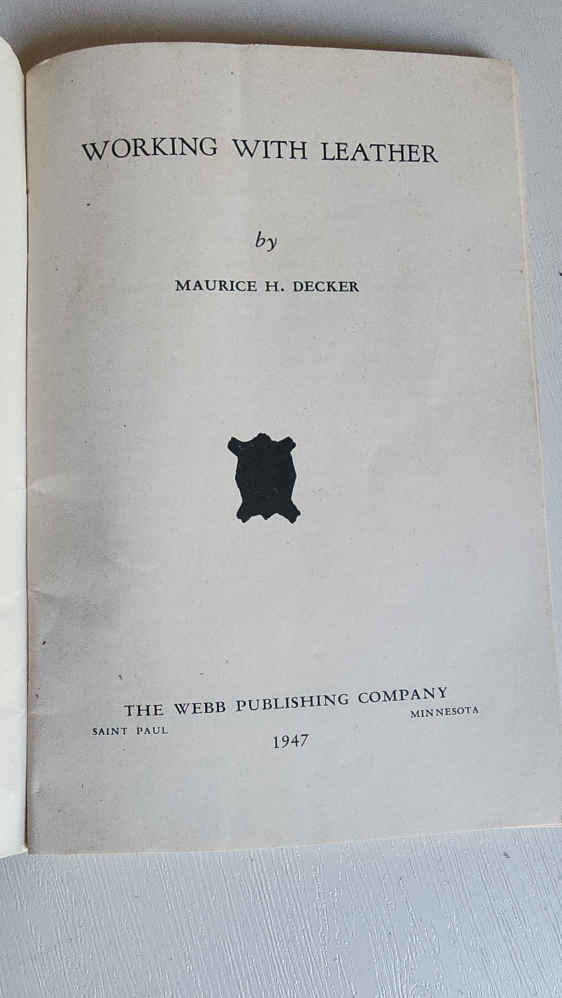 WORKING WITH LEATHER
by
MAURICE H. DECKER
THE WEBB PUBLISHING COMPANY
SAINT PAUL MINNESOTA
1947